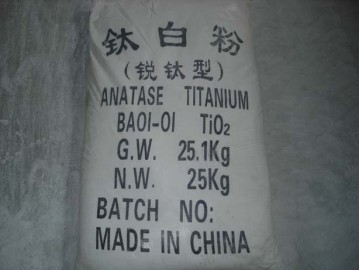 钛白粉
(锐钛型)
ANATASE TITANIUM
BA01-01 TiO2
G.W. 25.1Kg
N.W. 25Kg
BATCH NO:
MADE IN CHINA